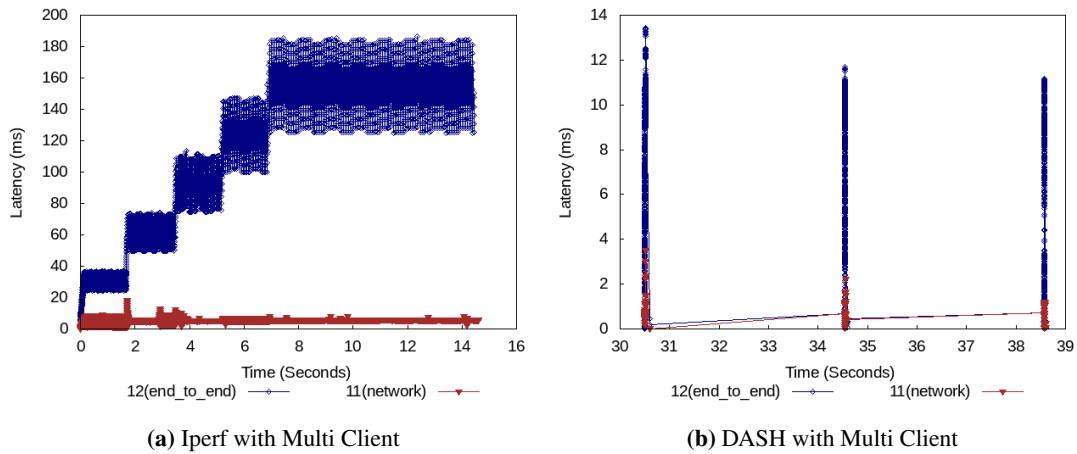 200
180
160
140
120
100
80
60
40
20
0
Latency (ms)
0 2 4 6 8 10 12 14 16
Time (Seconds)
12(end_to_end) 11(network)
(a) Iperf with Multi Client
14
12
10
8
6
4
2
0
Latency (ms)
30 31 32 33 34 35 36 37 38 39
Time (Seconds)
12(end_to_end) 11(network)
(b) DASH with Multi Client